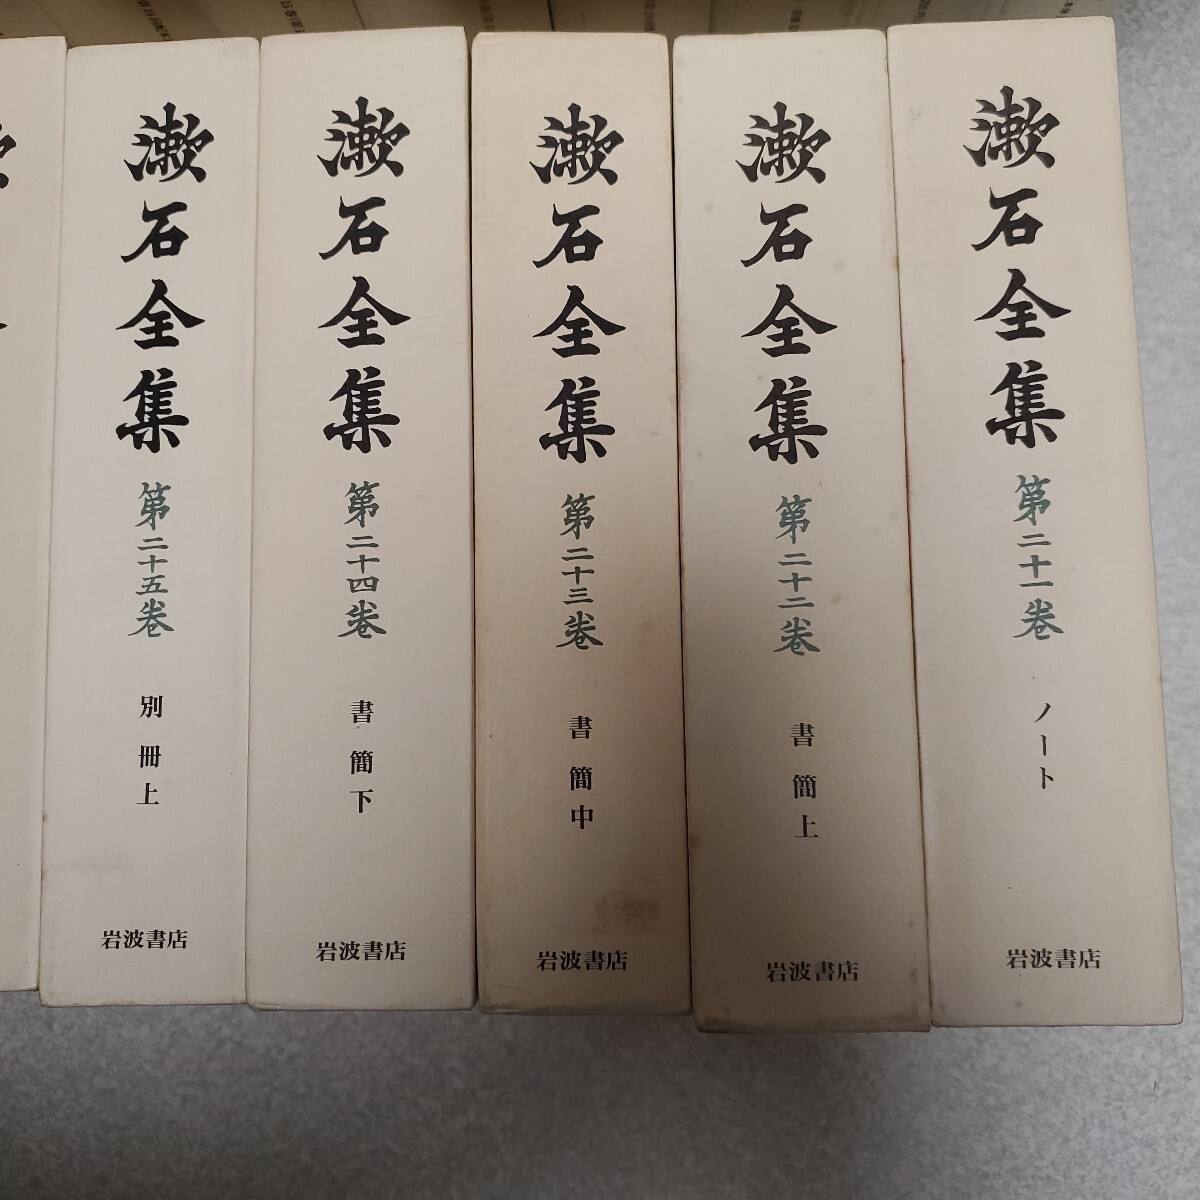 漱石全集
第二十一巻
ノート
岩波書店
漱石全集
第二十二巻
書簡上
岩波書店
漱石全集
第二十三巻
書簡中
岩波書店
漱石全集
第二十四巻
書簡下
岩波書店
漱石全集
第二十五巻
別冊上
岩波書店